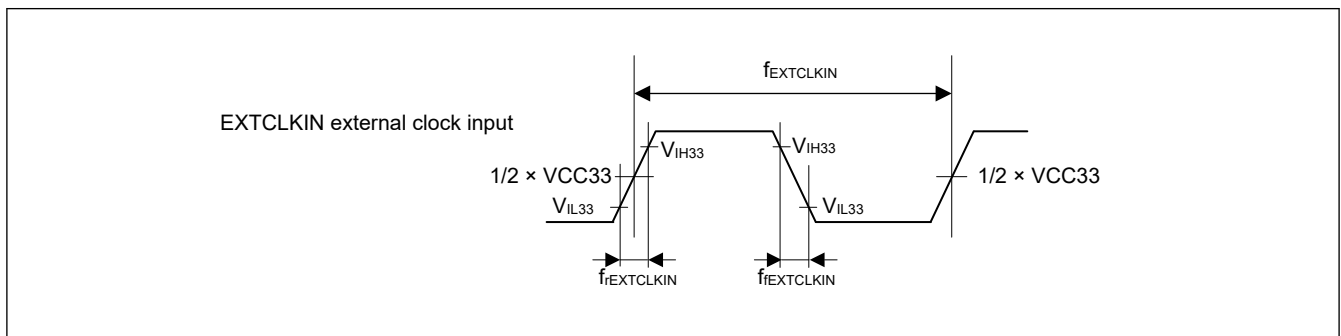 fEXTCLKIN
EXTCLKIN external clock input
VIH33 VIH33
1/2 × VCC33 1/2 × VCC33
VIL33 VIL33
frEXTCLKIN ffEXTCLKIN